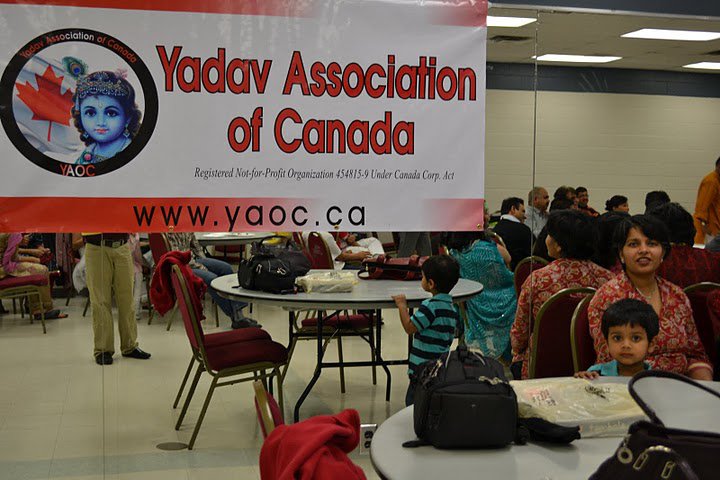 Yadav Association of Canada
YAOC
Yadav Association
of Canada
Registered Not-for-Profit Organization 454815-9 Under Canada Corp. Act
www.yaoc.ca